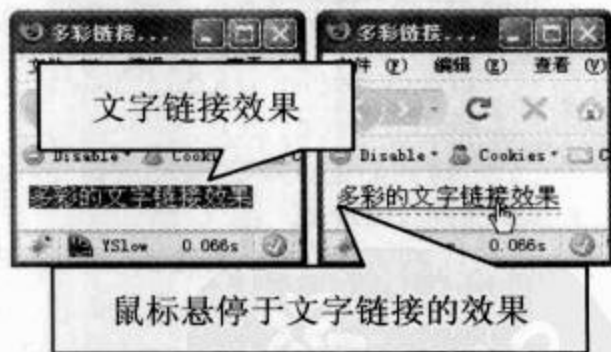 多彩链接... 多彩链接...
件 (F) 编辑 (E) 查看 (V)
文字链接效果
Disable Cooki Disable Cookies C
多彩的文字链接效果 多彩的文字链接效果
YSlow 0.066s 0.066s
鼠标悬停于文字链接的效果